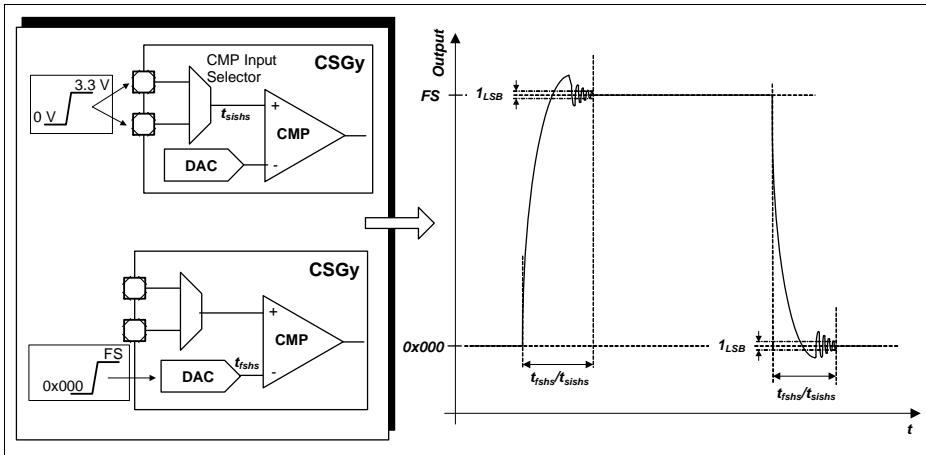 CSGy
CMP Input
Selector
3.3 V
0 V
tsishs
+
CMP
DAC
-
CSGy
+
CMP
FS
0x000
tfshs
DAC
-
Output
FS
1LSB
0x000
1LSB
tfshs/tsishs
tfshs/tsishs
t